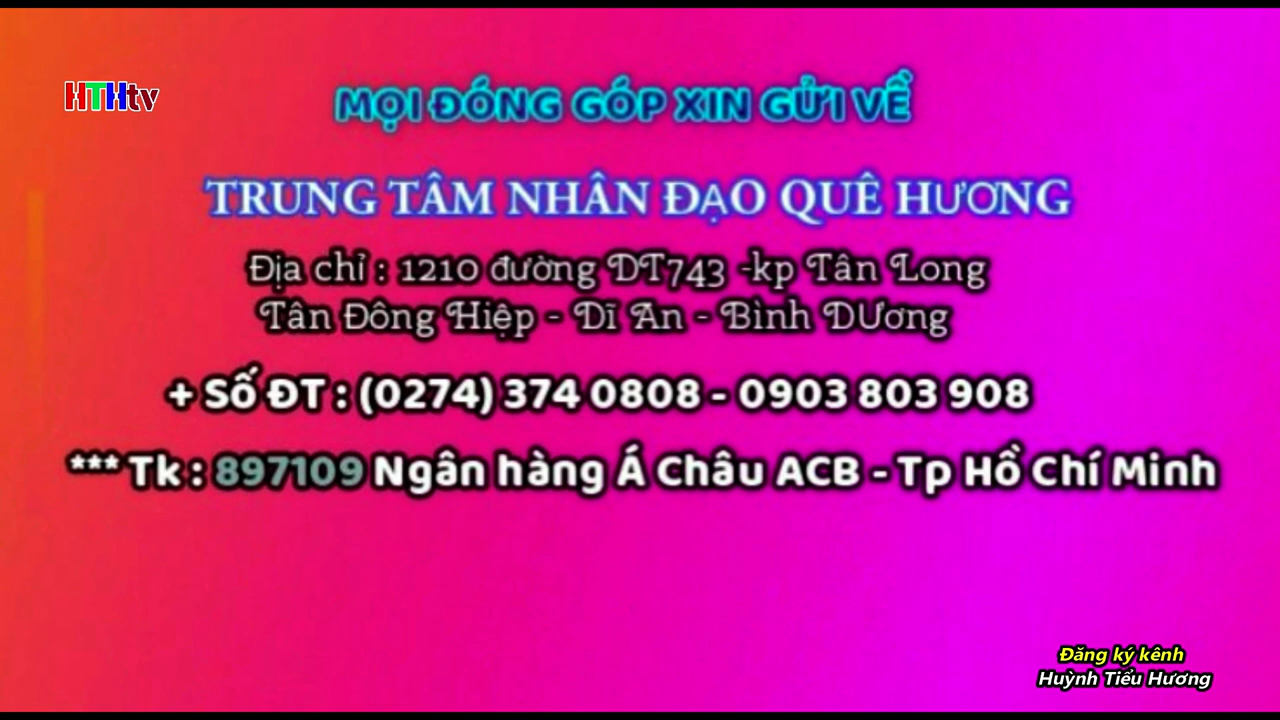 HTHtv
MỌI ĐÓNG GÓP XIN GỬI VỀ
TRUNG TÂM NHÂN ĐẠO QUÊ HƯƠNG
Địa chỉ : 1210 đường DT743 -kp Tân Long
Tân Đông Hiệp - Dĩ An - Bình DƯơng
+ Số ĐT : (0274) 374 0808 - 0903 803 908
*** Tk : 897109 Ngân hàng Á Châu ACB - Tp Hồ Chí Minh
Đăng ký kênh
Huỳnh Tiểu Hương